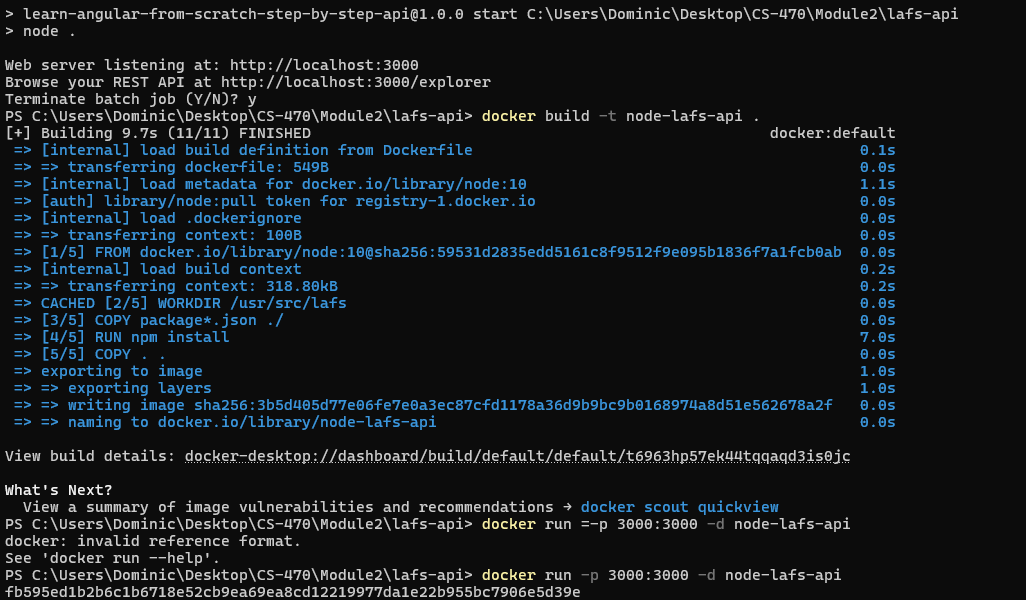 > learn-angular-from-scratch-step-by-step-api@1.0.0 start C:\Users\Dominic\Desktop\CS-470\Module2\lafs-api
> node .
Web server listening at: http://localhost:3000
Browse your REST API at http://localhost:3000/explorer
Terminate batch job (Y/N)? y
PS C:\Users\Dominic\Desktop\CS-470\Module2\lafs-api> docker build -t node-lafs-api .
[+] Building 9.7s (11/11) FINISHED docker:default
=> [internal] load build definition from Dockerfile 0.1s
=> => transferring dockerfile: 549B 0.0s
=> [internal] load metadata for docker.io/library/node:10 1.1s
=> [auth] library/node:pull token for registry-1.docker.io 0.0s
=> [internal] load .dockerignore 0.0s
=> => transferring context: 100B 0.0s
=> [1/5] FROM docker.io/library/node:10@sha256:59531d2835edd5161c8f9512f9e095b1836f7a1fcb0ab 0.0s
=> [internal] load build context 0.2s
=> => transferring context: 318.80kB 0.2s
=> CACHED [2/5] WORKDIR /usr/src/lafs 0.0s
=> [3/5] COPY package*.json ./ 0.0s
=> [4/5] RUN npm install 7.0s
=> [5/5] COPY . . 0.0s
=> exporting to image 1.0s
=> => exporting layers 1.0s
=> => writing image sha256:3b5d405d77e06fe7e0a3ec87cfd1178a36d9b9bc9b0168974a8d51e562678a2f 0.0s
=> => naming to docker.io/library/node-lafs-api 0.0s
View build details: docker-desktop://dashboard/build/default/default/t6963hp57ek44tqqaqd3is0jc
What's Next?
View a summary of image vulnerabilities and recommendations → docker scout quickview
PS C:\Users\Dominic\Desktop\CS-470\Module2\lafs-api> docker run =-p 3000:3000 -d node-lafs-api
docker: invalid reference format.
See 'docker run --help'.
PS C:\Users\Dominic\Desktop\CS-470\Module2\lafs-api> docker run -p 3000:3000 -d node-lafs-api
fb595ed1b2b6c1b6718e52cb9ea69ea8cd12219977da1e22b955bc7906e5d39e